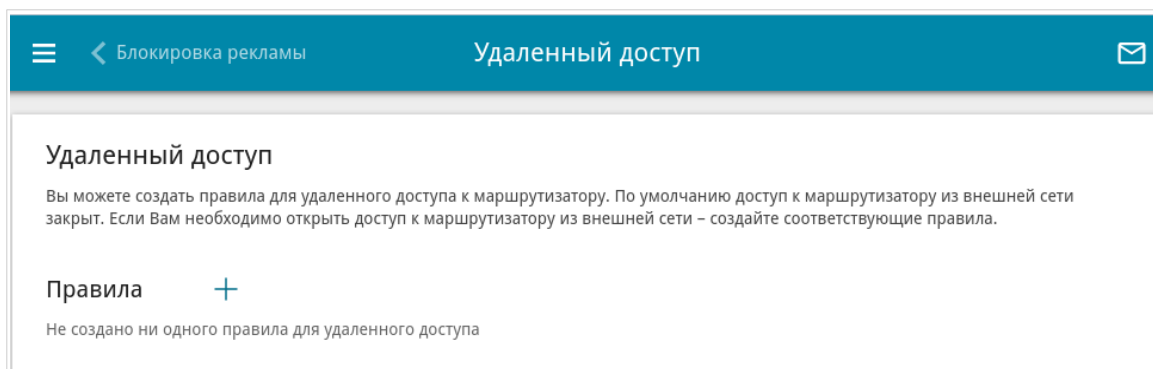 Блокировка рекламы
Удаленный доступ
Удаленный доступ
Вы можете создать правила для удаленного доступа к маршрутизатору. По умолчанию доступ к маршрутизатору из внешней сети
закрыт. Если Вам необходимо открыть доступ к маршрутизатору из внешней сети – создайте соответствующие правила.
Правила
Не создано ни одного правила для удаленного доступа